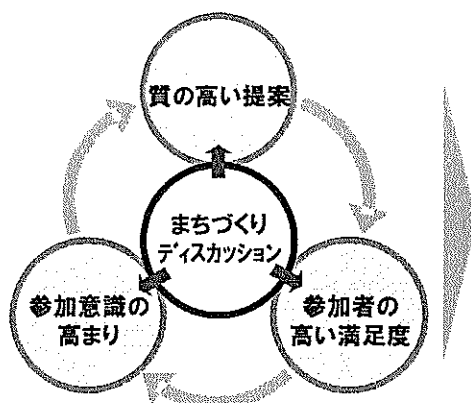 質の高い提案
まちづくり
ディスカッション
参加意識の
高まり
参加者の
高い満足度